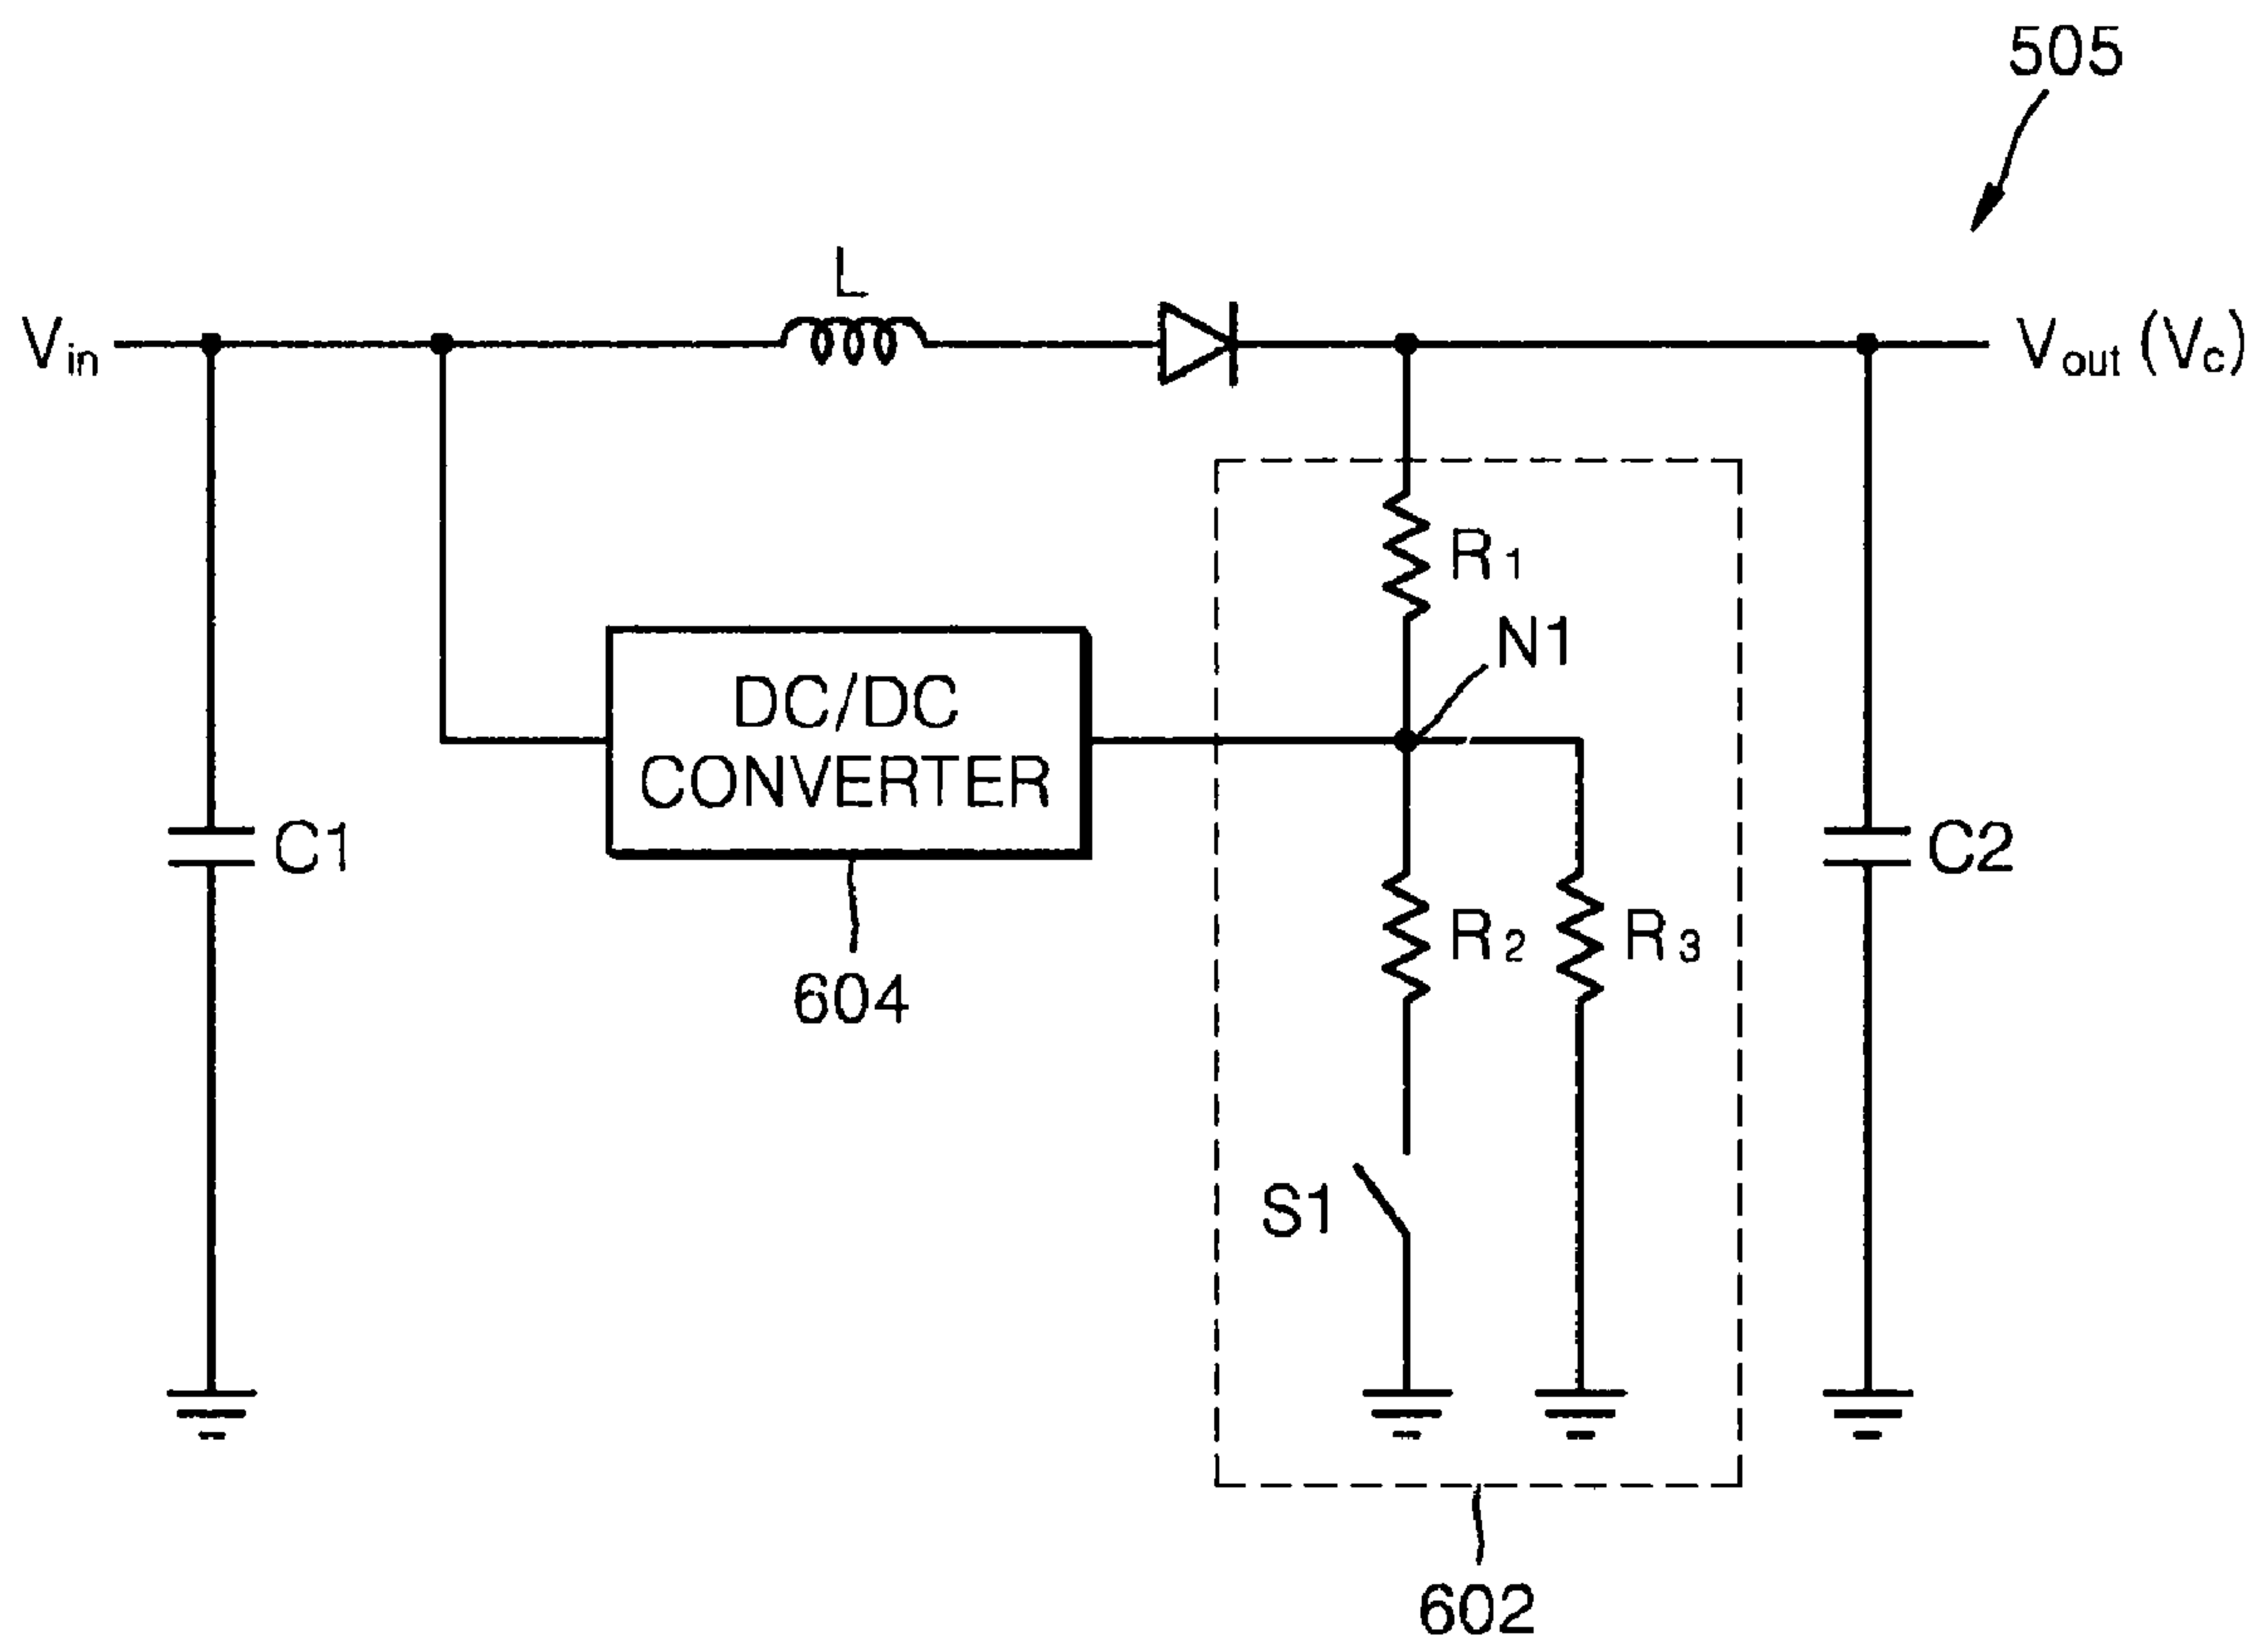 505
L
Vin
Vout (Vc)
R1
N1
DC/DC
CONVERTER
C1
C2
R2
R3
604
S1
602